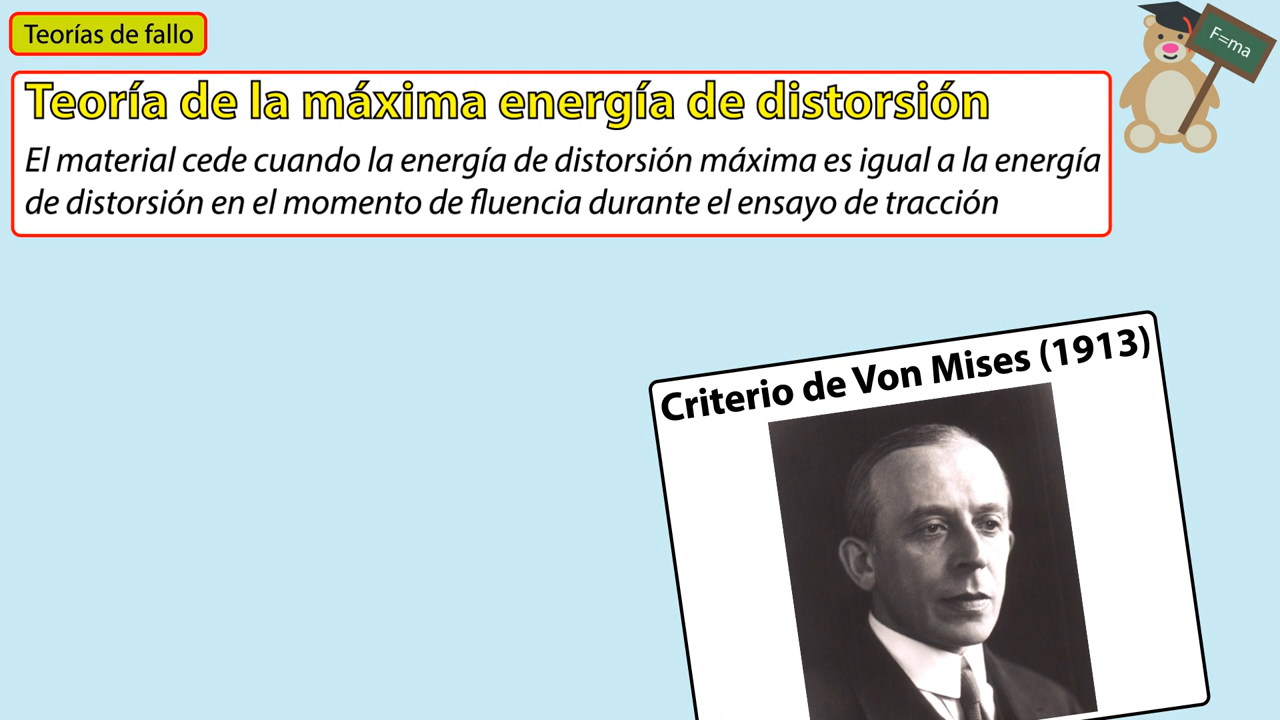 Teorías de fallo
F=ma
Teoría de la máxima energía de distorsión
El material cede cuando la energía de distorsión máxima es igual a la energía
de distorsión en el momento de fluencia durante el ensayo de tracción
Criterio de Von Mises (1913)